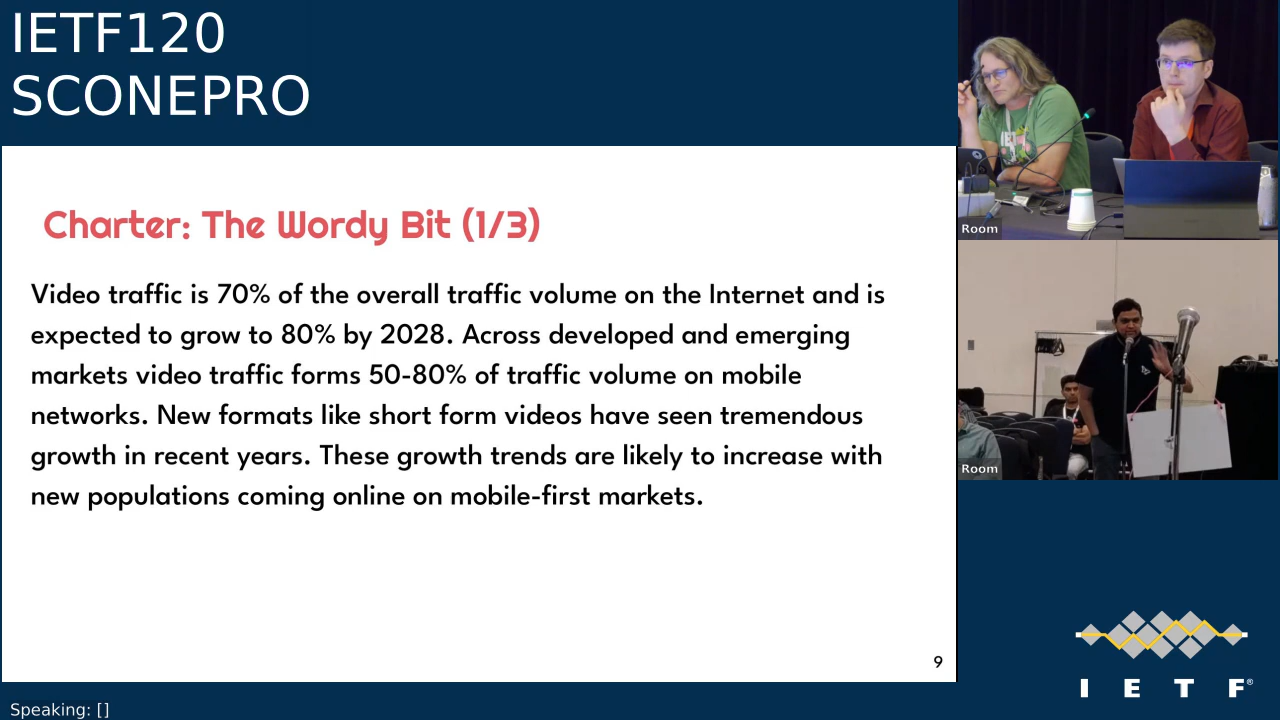 IETF120
SCONEPRO
Charter: The Wordy Bit (1/3)
Video traffic is 70% of the overall traffic volume on the Internet and is
expected to grow to 80% by 2028. Across developed and emerging
markets video traffic forms 50-80% of traffic volume on mobile
networks. New formats like short form videos have seen tremendous
growth in recent years. These growth trends are likely to increase with
new populations coming online on mobile-first markets.
9
Room
Room
I E T F®
Speaking: []